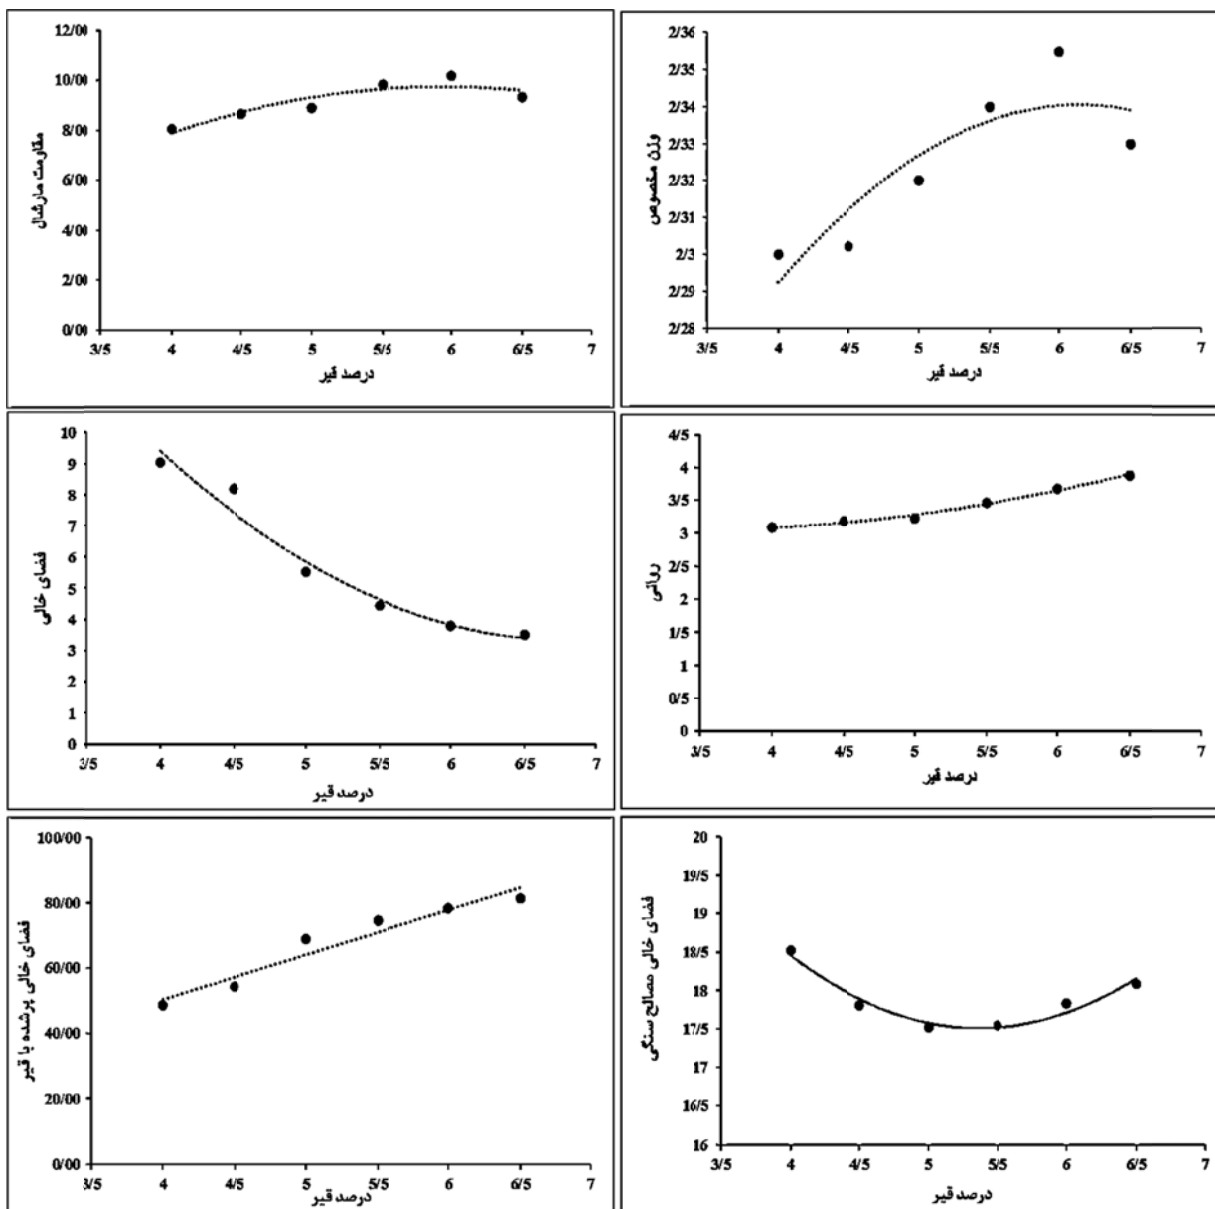 12/00
10/00
8/00
6/00
4/00
2/00
0/00
مقاومت مارشال
3/5 4 4/5 5 5/5 6 6/5 7
درصد قیر
2/36
2/35
2/34
2/33
2/32
2/31
2/3
2/29
2/28
وزن مخصوص
3/5 4 4/5 5 5/5 6 6/5 7
درصد قیر
10
9
8
7
6
5
4
3
2
1
0
فضای خالی
3/5 4 4/5 5 5/5 6 6/5 7
درصد قیر
4/5
4
3/5
3
2/5
2
1/5
1
0/5
0
روانی
3/5 4 4/5 5 5/5 6 6/5 7
درصد قیر
100/00
80/00
60/00
40/00
20/00
0/00
فضای خالی پرشده با قیر
3/5 4 4/5 5 5/5 6 6/5 7
درصد قیر
20
19/5
19
18/5
18
17/5
17
16/5
16
فضای خالی مصالح سنگی
3/5 4 4/5 5 5/5 6 6/5 7
درصد قیر